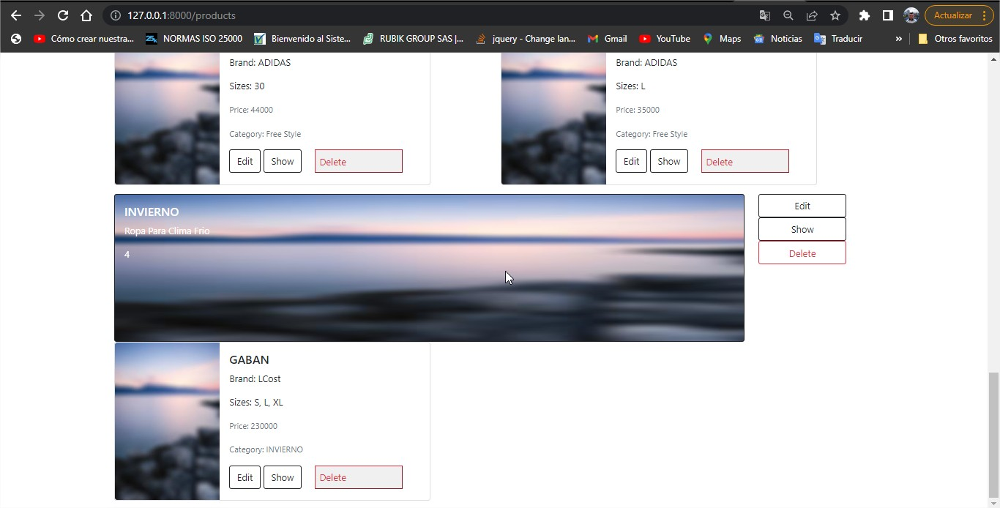 127.0.0.1:8000/products
Actualizar
Cómo crear nuestra...
NORMAS ISO 25000
Bienvenido al Siste...
RUBIK GROUP SAS |...
jquery - Change lan...
Gmail
YouTube
Maps
Noticias
Traducir
»
Otros favoritos
Brand: ADIDAS
Sizes: 30
Price: 44000
Category: Free Style
Edit
Show
Delete
Brand: ADIDAS
Sizes: L
Price: 35000
Category: Free Style
Edit
Show
Delete
INVIERNO
Ropa Para Clima Frio
4
Edit
Show
Delete
GABAN
Brand: LCost
Sizes: S, L, XL
Price: 230000
Category: INVIERNO
Edit
Show
Delete